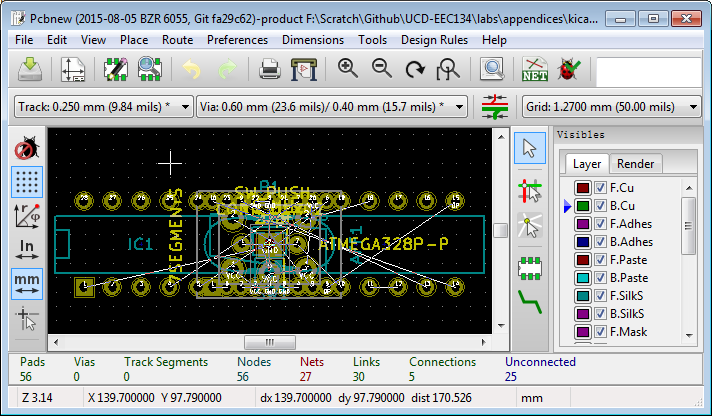 Pcbnew (2015-08-05 BZR 6055, Git fa29c62)-product F:\Scratch\Github\UCD-EEC134\labs\appendices\kica...
File Edit View Place Route Preferences Dimensions Tools Design Rules Help
NET
Track: 0.250 mm (9.84 mils) * Via: 0.60 mm (23.6 mil)/ 0.40 mm (15.7 mils) * Grid: 1.2700 mm (50.00 mils)
Visibles
Layer Render
F.Cu
B.Cu
F.Adhes
B.Adhes
F.Paste
B.Paste
F.SilkS
B.SilkS
F.Mask
In
mm
SW_PUSH
SEGMENTS
IC1
ATMEGA328P-P
Pads Vias Track Segments Nodes Nets Links Connections Unconnected
56 0 0 56 27 30 5 25
Z 3.14 X 139.700000 Y 97.790000 dx 139.700000 dy 97.790000 dist 170.526 mm